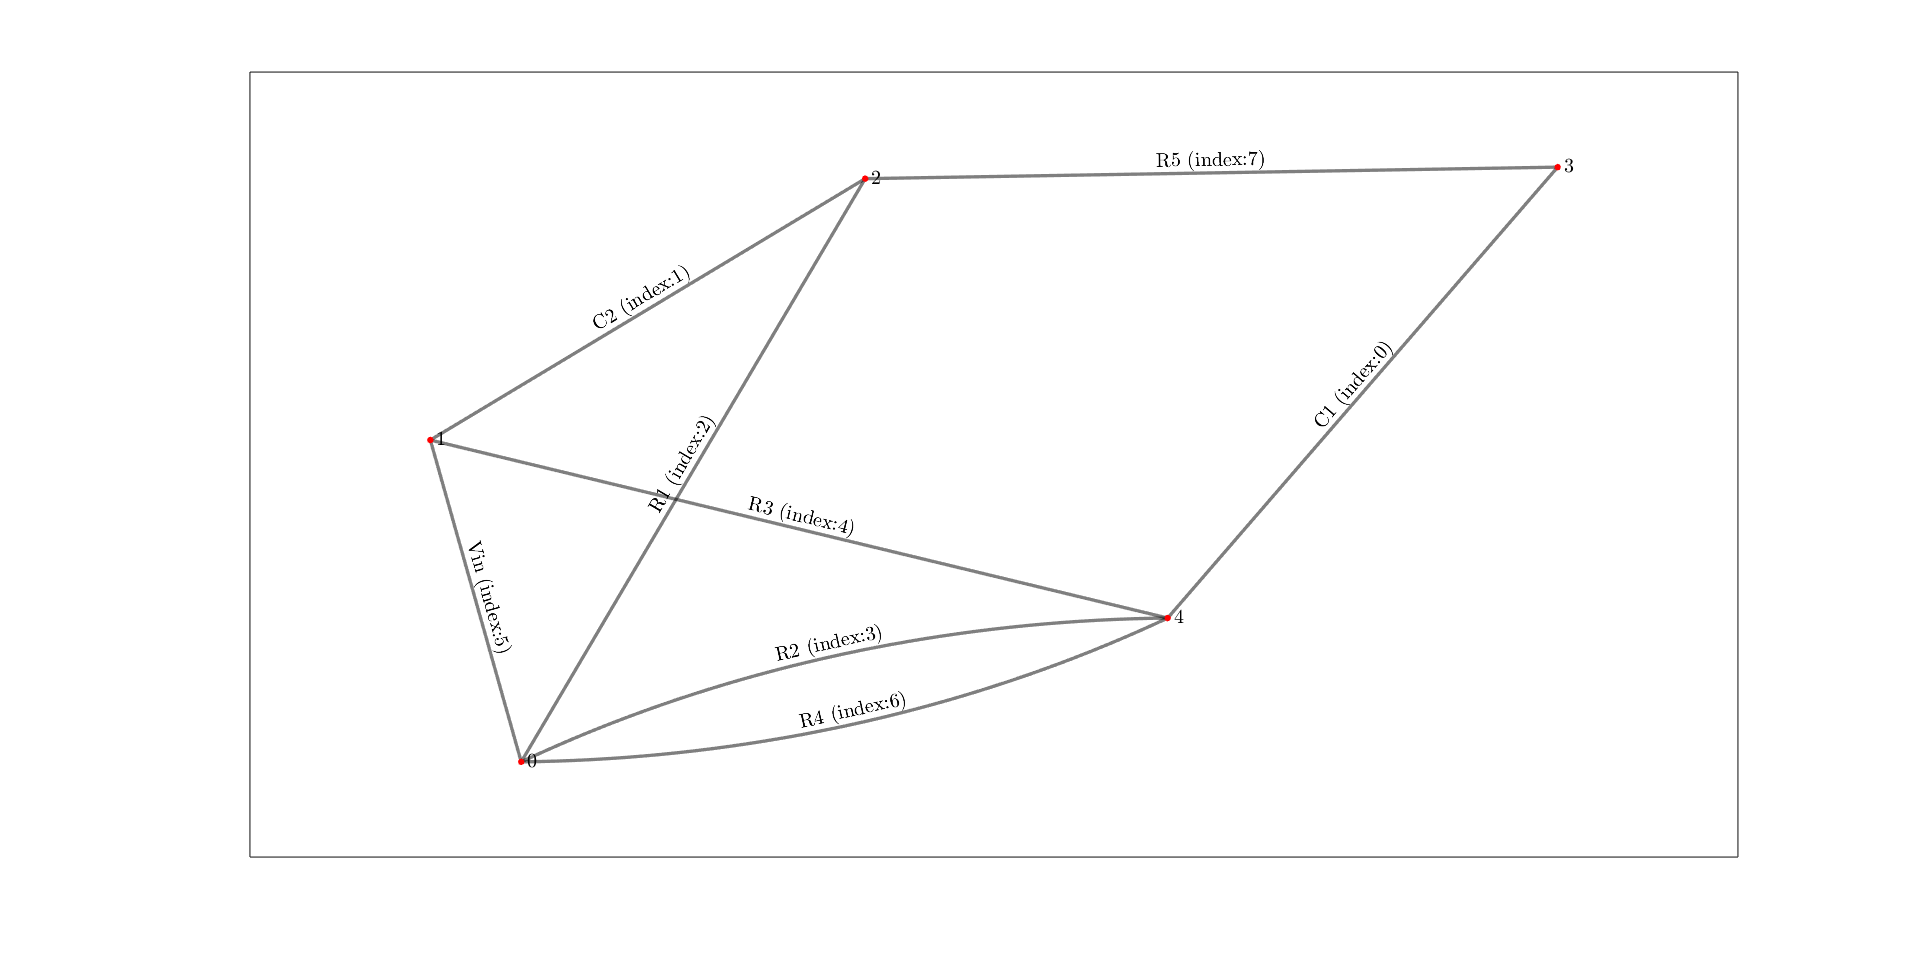 R5 (index:7)
3
2
C2 (index:1)
C1 (index:0)
1
R1 (index:2)
R3 (index:4)
Vin (index:5)
4
R2 (index:3)
R4 (index:6)
0